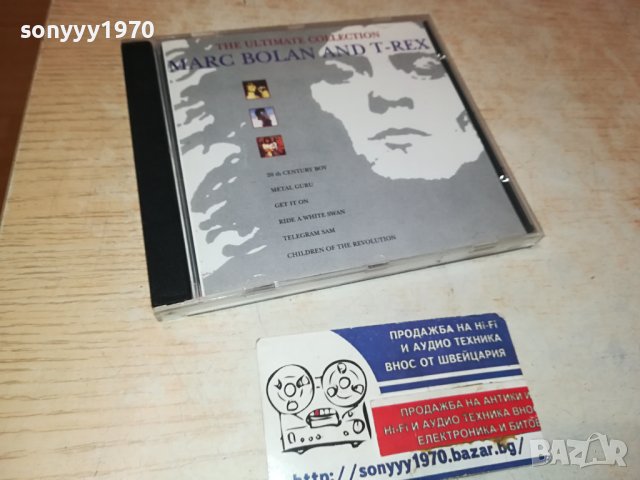 sonyyy1970
THE ULTIMATE COLLECTION
MARC BOLAN AND T-REX
20 th CENTURY BOY
METAL GURU
GET IT ON
RIDE A WHITE SWAN
TELEGRAM SAM
CHILDREN OF THE REVOLUTION
ПРОДАЖБА НА Hi-Fi
И АУДИО ТЕХНИКА
ВНОС ОТ ШВЕЙЦАРИЯ
ПРОДАЖБА НА АНТИКИ И
Hi-Fi И АУДИО ТЕХНИКА ВНО
ЕЛЕКТРОНИКА И БИТОВ
http://sonyyy1970.bazar.bg/
BAZAR